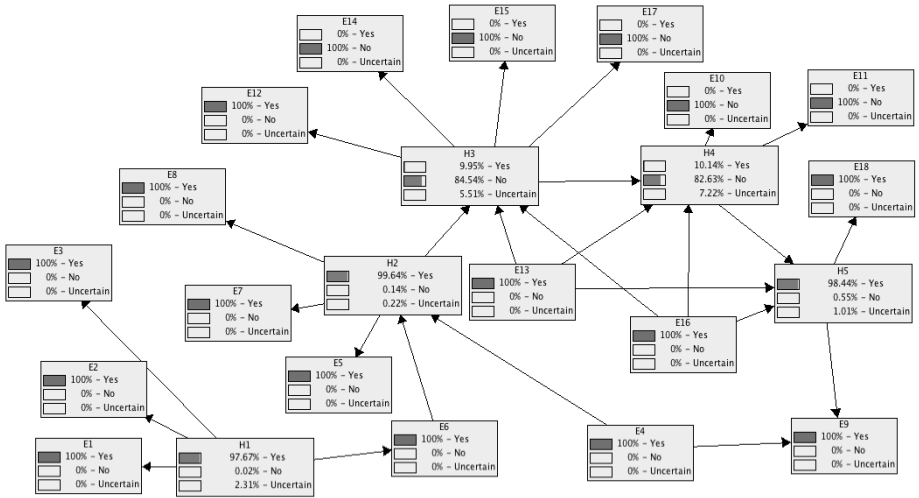 E14
0% - Yes
100% - No
0% - Uncertain
E15
0% - Yes
100% - No
0% - Uncertain
E17
0% - Yes
100% - No
0% - Uncertain
E10
0% - Yes
100% - No
0% - Uncertain
E11
0% - Yes
100% - No
0% - Uncertain
E12
100% - Yes
0% - No
0% - Uncertain
H3
9.95% - Yes
84.54% - No
5.51% - Uncertain
H4
10.14% - Yes
82.63% - No
7.22% - Uncertain
E18
100% - Yes
0% - No
0% - Uncertain
E8
100% - Yes
0% - No
0% - Uncertain
E3
100% - Yes
0% - No
0% - Uncertain
H2
99.64% - Yes
0.14% - No
0.22% - Uncertain
E13
100% - Yes
0% - No
0% - Uncertain
H5
98.44% - Yes
0.55% - No
1.01% - Uncertain
E7
100% - Yes
0% - No
0% - Uncertain
E16
100% - Yes
0% - No
0% - Uncertain
E2
100% - Yes
0% - No
0% - Uncertain
E5
100% - Yes
0% - No
0% - Uncertain
E6
100% - Yes
0% - No
0% - Uncertain
E4
100% - Yes
0% - No
0% - Uncertain
E9
100% - Yes
0% - No
0% - Uncertain
E1
100% - Yes
0% - No
0% - Uncertain
H1
97.67% - Yes
0.02% - No
2.31% - Uncertain